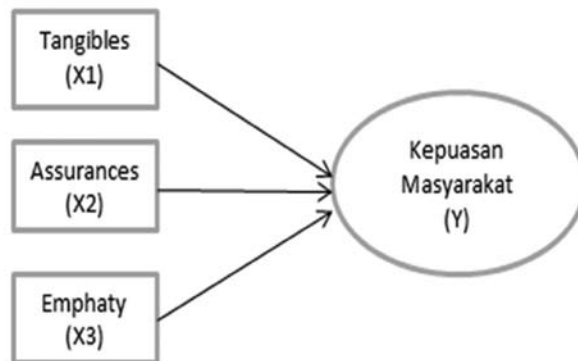 Tangibles
(X1)
Assurances
(X2)
Emphaty
(X3)
Kepuasan
Masyarakat
(Y)